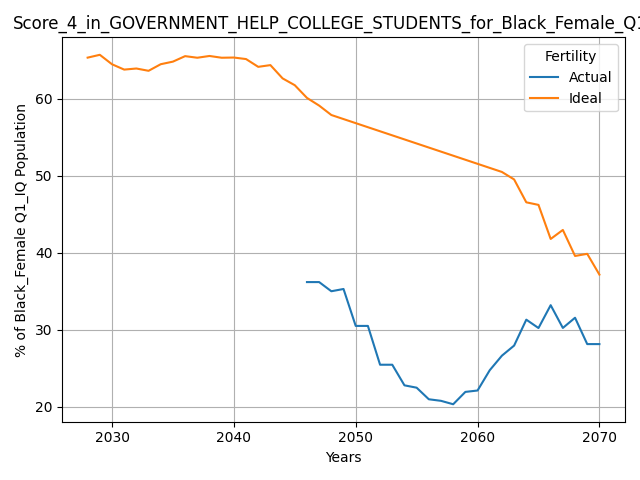 Score_4_in_GOVERNMENT_HELP_COLLEGE_STUDENTS_for_Black_Female_Q1
Fertility
Actual
Ideal
% of Black_Female Q1_IQ Population
60
50
40
30
20
2030 2040 2050 2060 2070
Years